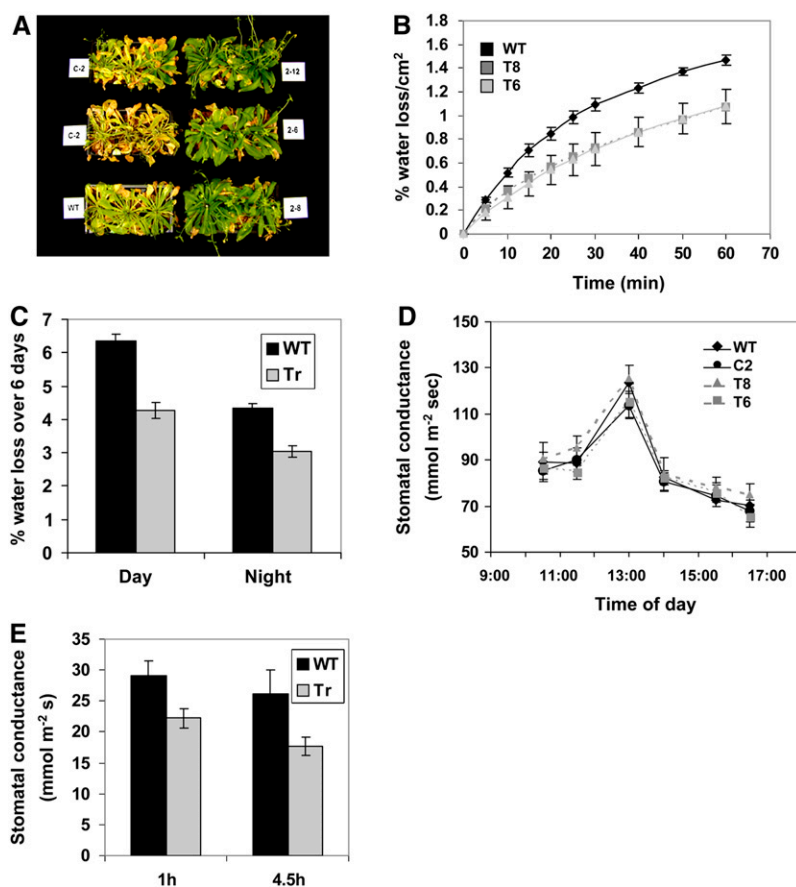 A
C-2
2-12
C-2
2-6
WT
2-8
B
% water loss/cm²
1.8
1.6
1.4
1.2
1
0.8
0.6
0.4
0.2
0
WT
T8
T6
0 10 20 30 40 50 60 70
Time (min)
C
% water loss over 6 days
7
6
5
4
3
2
1
0
WT
Tr
Day Night
D
Stomatal conductance
(mmol m⁻² sec)
150
130
110
90
70
50
WT
C2
T8
T6
9:00 11:00 13:00 15:00 17:00
Time of day
E
Stomatal conductance
(mmol m⁻² s)
35
30
25
20
15
10
5
0
WT
Tr
1h 4.5h